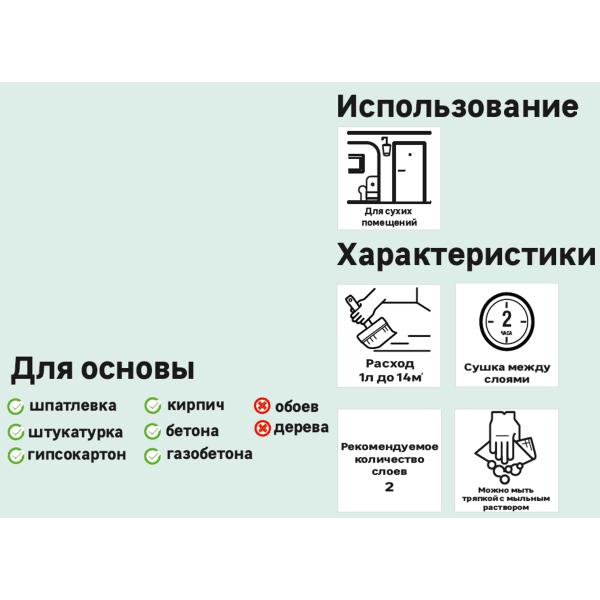 Использование
Для сухих
помещений
Характеристики
Расход
1л до 14м²
2
ЧАСА
Сушка между
слоями
Для основы
шпатлевка
кирпич
обоев
штукатурка
бетона
дерева
гипсокартон
газобетона
Рекомендуемое
количество
слоев
2
Можно мыть
тряпкой с мыльным
раствором